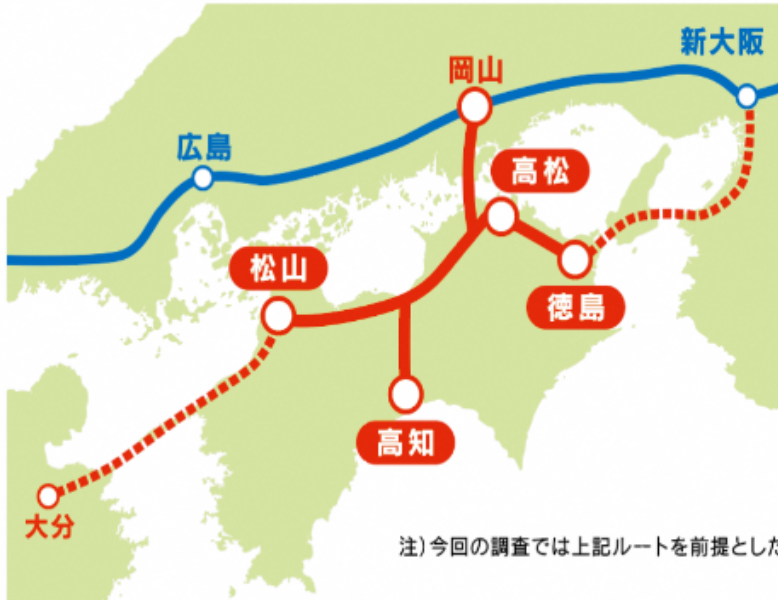 新大阪
岡山
広島
高松
松山
徳島
高知
大分
注)今回の調査では上記ルートを前提とした